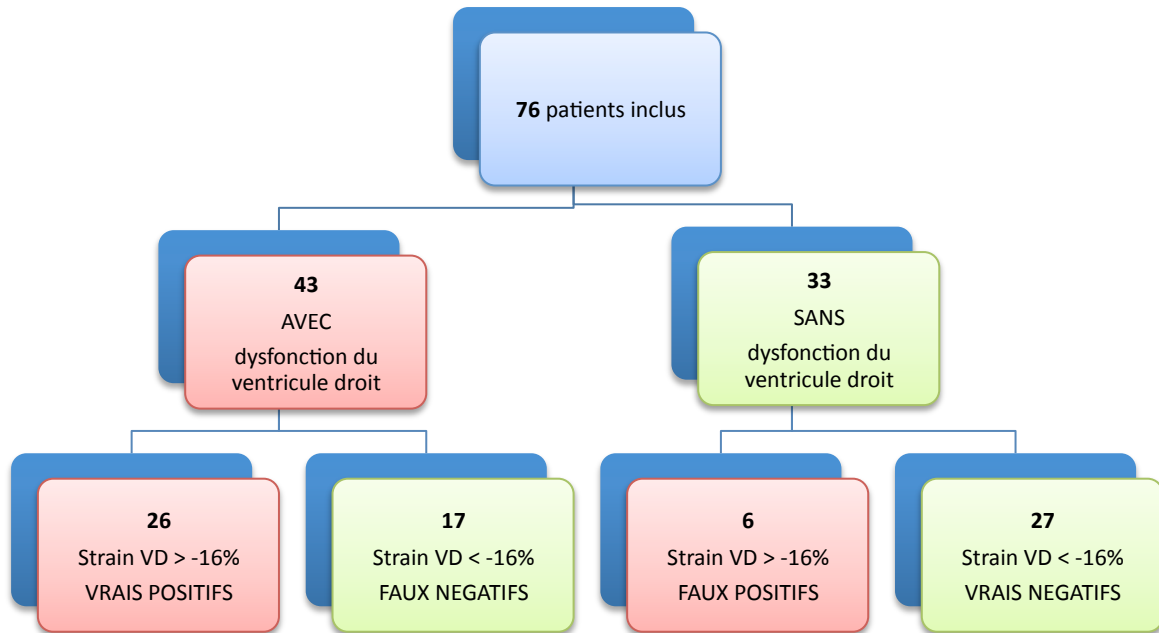 76 patients inclus
43
AVEC
dysfonction du
ventricule droit
33
SANS
dysfonction du
ventricule droit
26
Strain VD > -16%
VRAIS POSITIFS
17
Strain VD < -16%
FAUX NEGATIFS
6
Strain VD > -16%
FAUX POSITIFS
27
Strain VD < -16%
VRAIS NEGATIFS